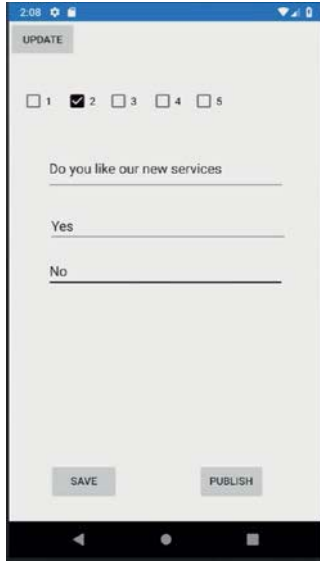 2:08
UPDATE
1 2 3 4 5
Do you like our new services
Yes
No
SAVE PUBLISH